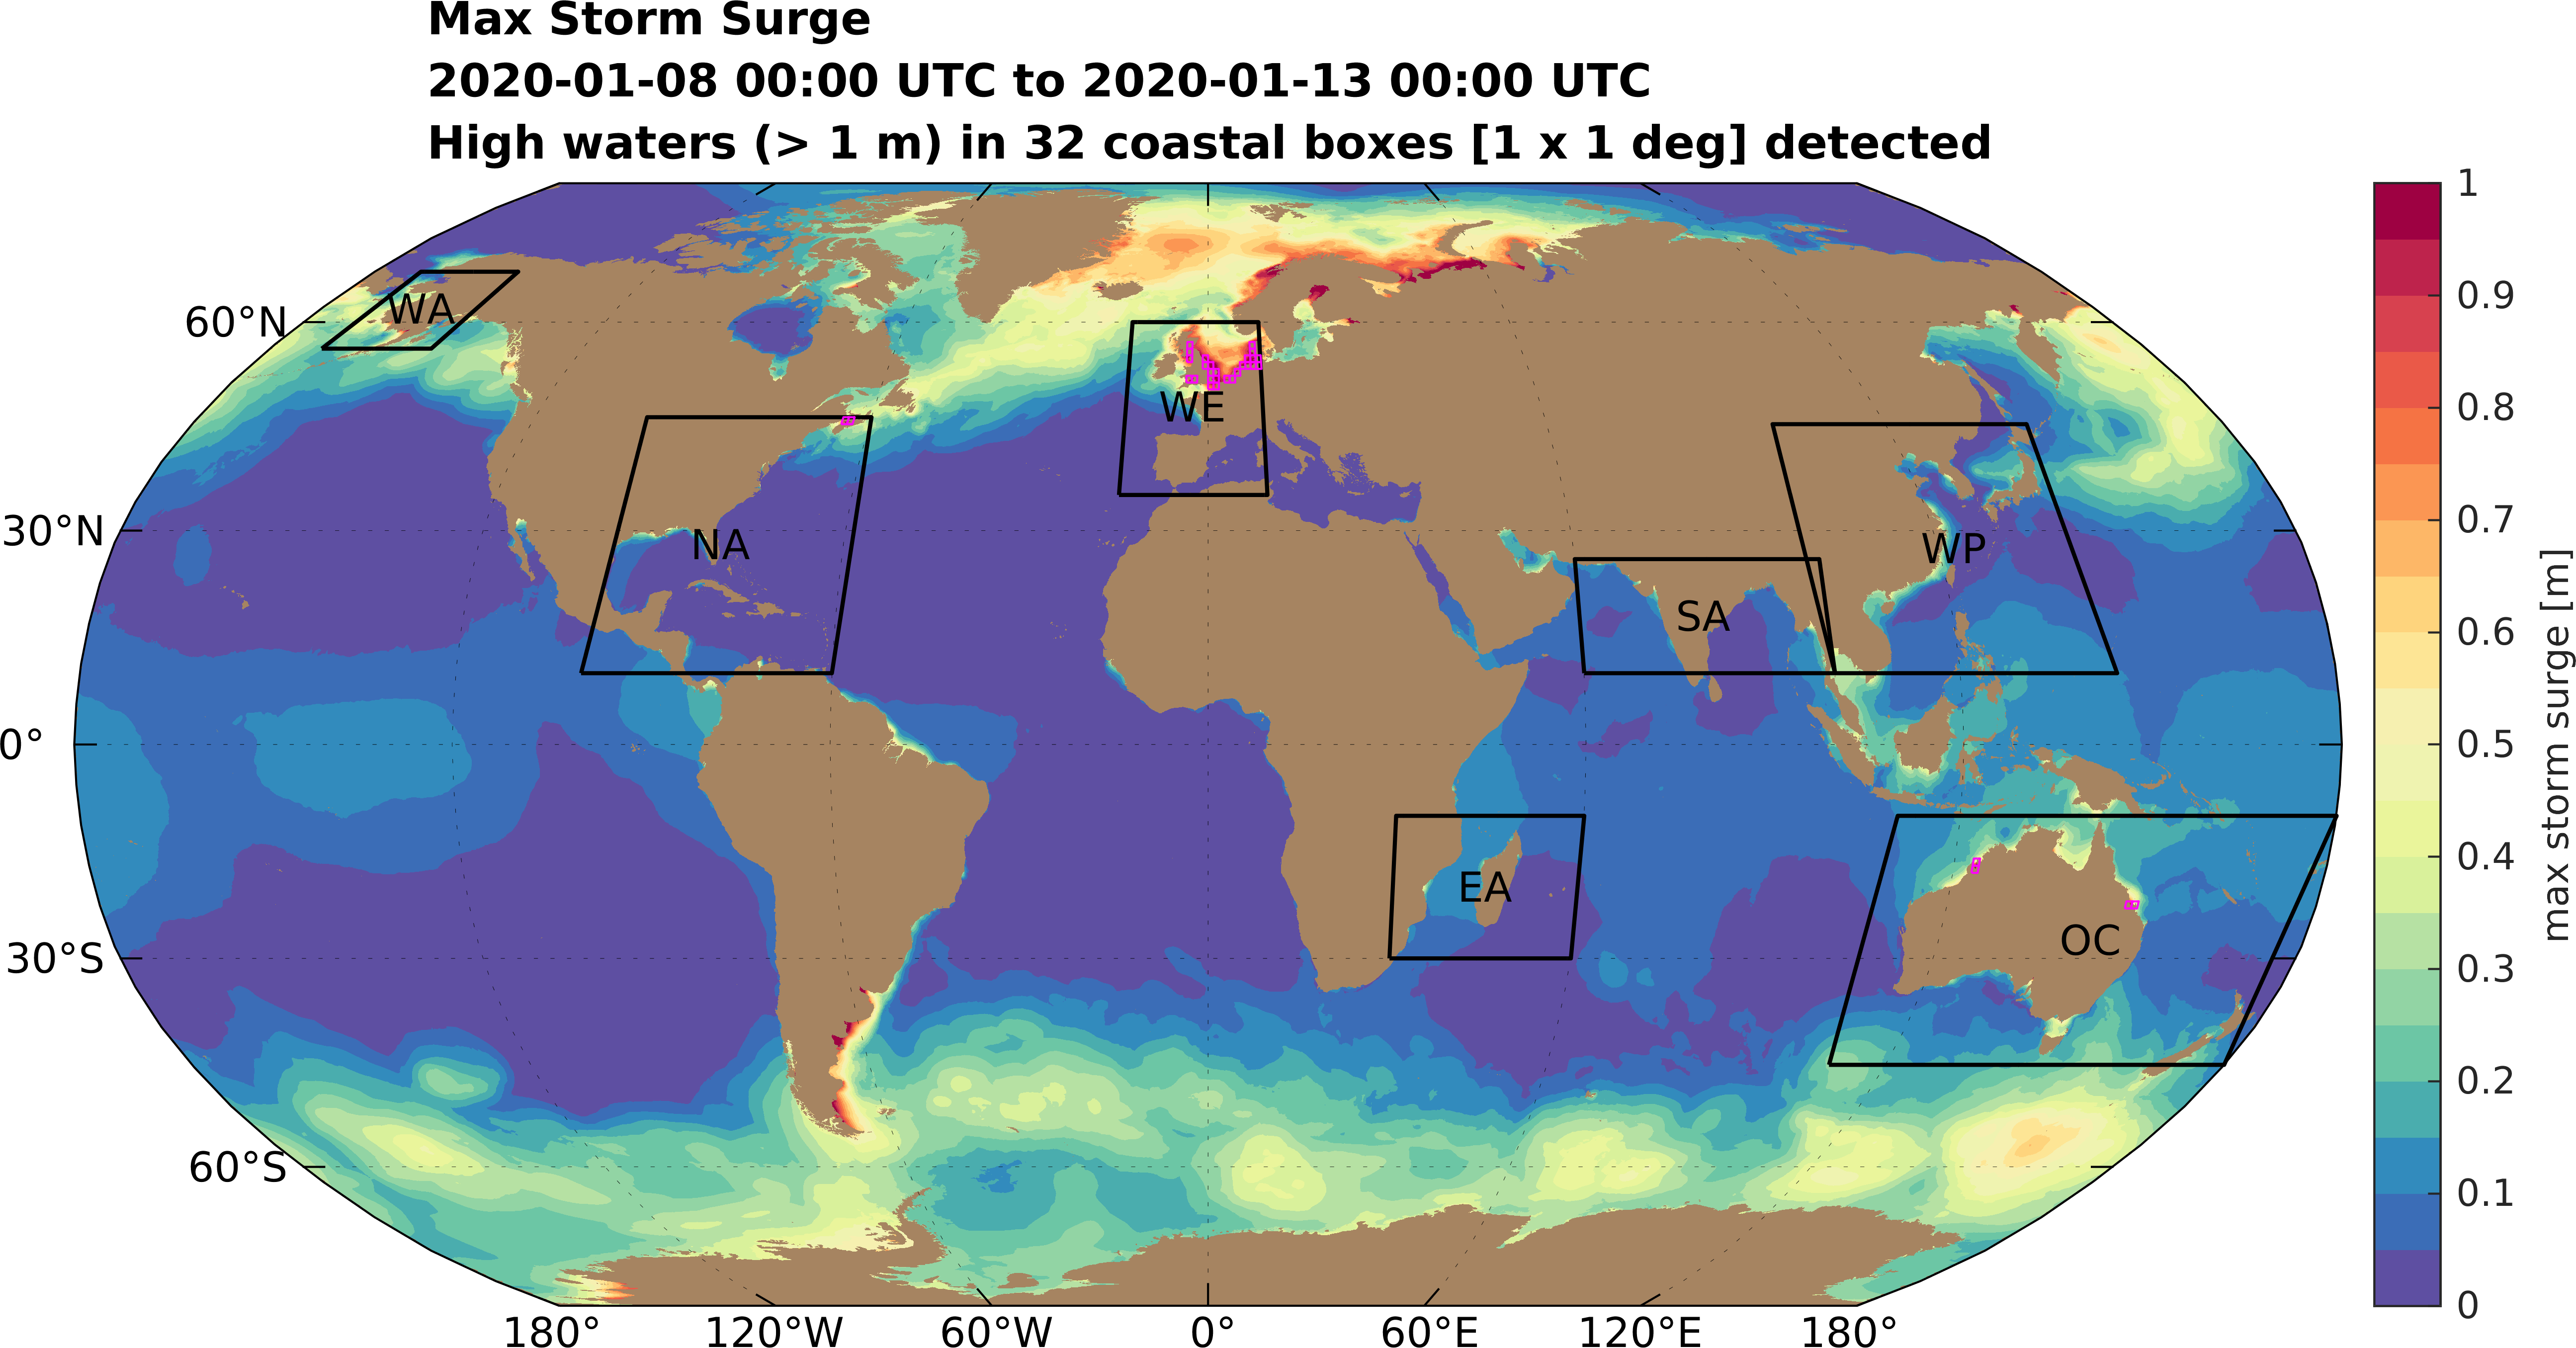 Max Storm Surge
2020-01-08 00:00 UTC to 2020-01-13 00:00 UTC
High waters (> 1 m) in 32 coastal boxes [1 x 1 deg] detected
60°N
30°N
0°
30°S
60°S
180°
120°W
60°W
0°
60°E
120°E
180°
WA
WE
NA
WP
SA
EA
OC
1
0.9
0.8
0.7
0.6
0.5
0.4
0.3
0.2
0.1
0
max storm surge [m]